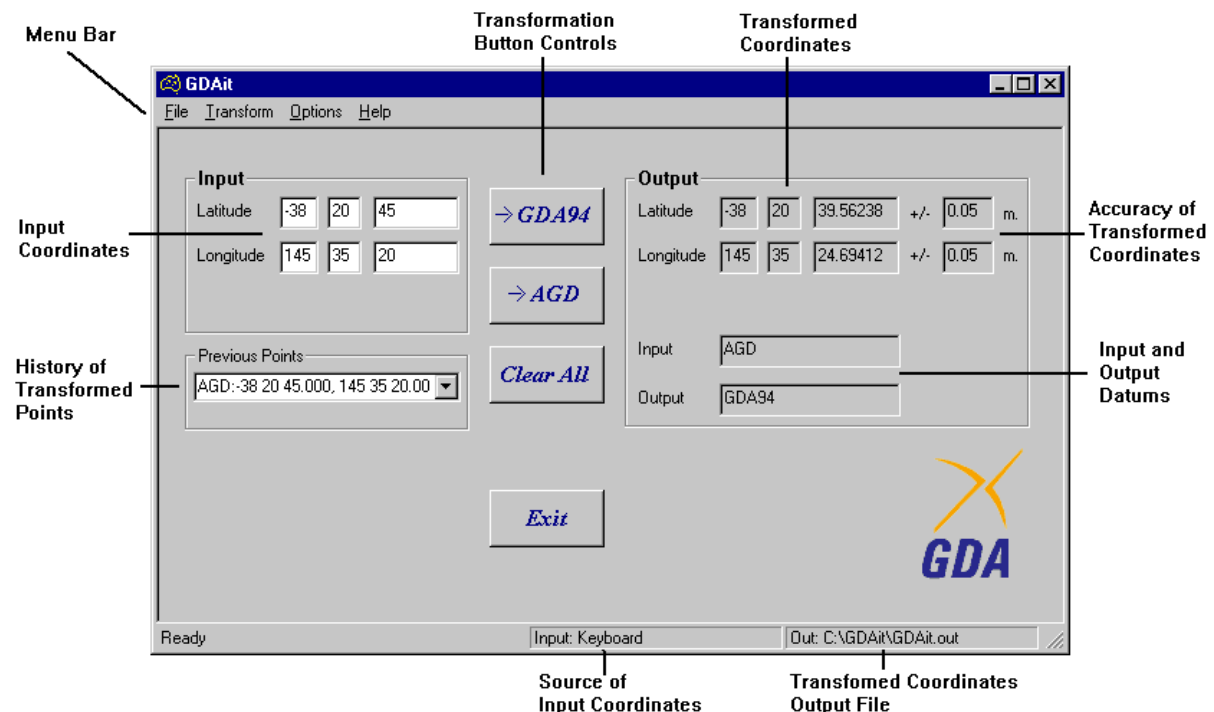 Menu Bar
Transformation
Button Controls
Transformed
Coordinates
GDAit
File Transform Options Help
Input
Latitude -38 20 45
Longitude 145 35 20
Input
Coordinates
→GDA94
→AGD
Clear All
Exit
Output
Latitude -38 20 39.56238 +/- 0.05 m.
Longitude 145 35 24.69412 +/- 0.05 m.
Accuracy of
Transformed
Coordinates
Previous Points
AGD:-38 20 45.000, 145 35 20.00
History of
Transformed
Points
Input AGD
Output GDA94
Input and
Output
Datums
GDA
Ready Input: Keyboard Out: C:\GDAit\GDAit.out
Source of
Input Coordinates
Transfomed Coordinates
Output File